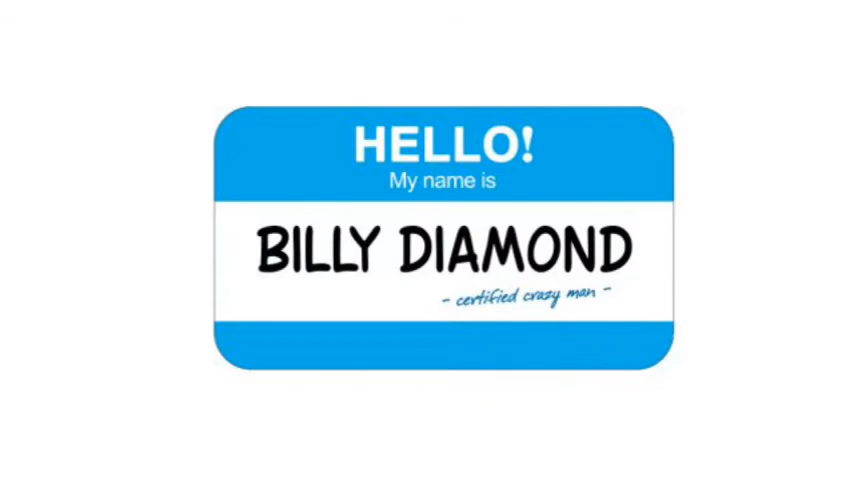 HELLO!
My name is
BILLY DIAMOND
- certified crazy man -